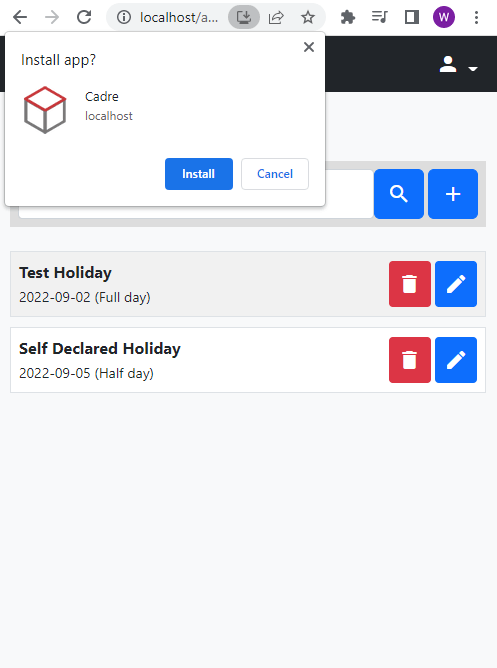 localhost/a...
W
Install app?
Cadre
localhost
Install
Cancel
Test Holiday
2022-09-02 (Full day)
Self Declared Holiday
2022-09-05 (Half day)